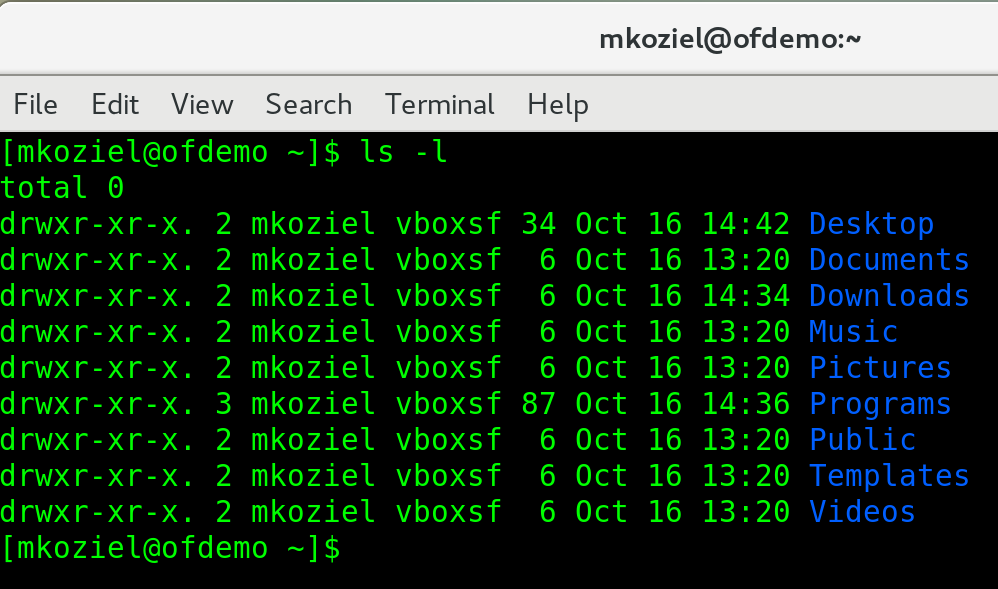 mkoziel@ofdemo:~
File Edit View Search Terminal Help
[mkoziel@ofdemo ~]$ ls -l
total 0
drwxr-xr-x. 2 mkoziel vboxsf 34 Oct 16 14:42 Desktop
drwxr-xr-x. 2 mkoziel vboxsf  6 Oct 16 13:20 Documents
drwxr-xr-x. 2 mkoziel vboxsf  6 Oct 16 14:34 Downloads
drwxr-xr-x. 2 mkoziel vboxsf  6 Oct 16 13:20 Music
drwxr-xr-x. 2 mkoziel vboxsf  6 Oct 16 13:20 Pictures
drwxr-xr-x. 3 mkoziel vboxsf 87 Oct 16 14:36 Programs
drwxr-xr-x. 2 mkoziel vboxsf  6 Oct 16 13:20 Public
drwxr-xr-x. 2 mkoziel vboxsf  6 Oct 16 13:20 Templates
drwxr-xr-x. 2 mkoziel vboxsf  6 Oct 16 13:20 Videos
[mkoziel@ofdemo ~]$